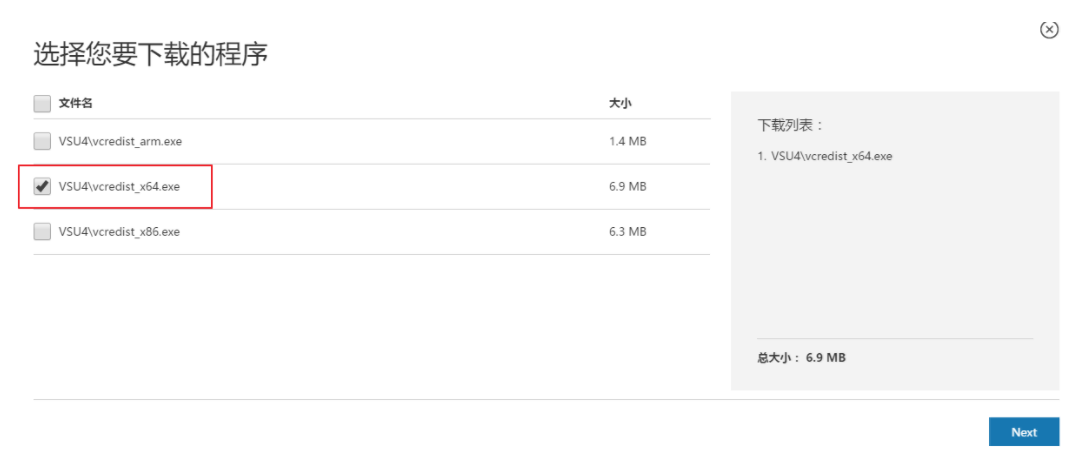 选择您要下载的程序
文件名 大小
VSU4\vcredist_arm.exe 1.4 MB
VSU4\vcredist_x64.exe 6.9 MB
VSU4\vcredist_x86.exe 6.3 MB
下载列表：
1. VSU4\vcredist_x64.exe
总大小： 6.9 MB
Next